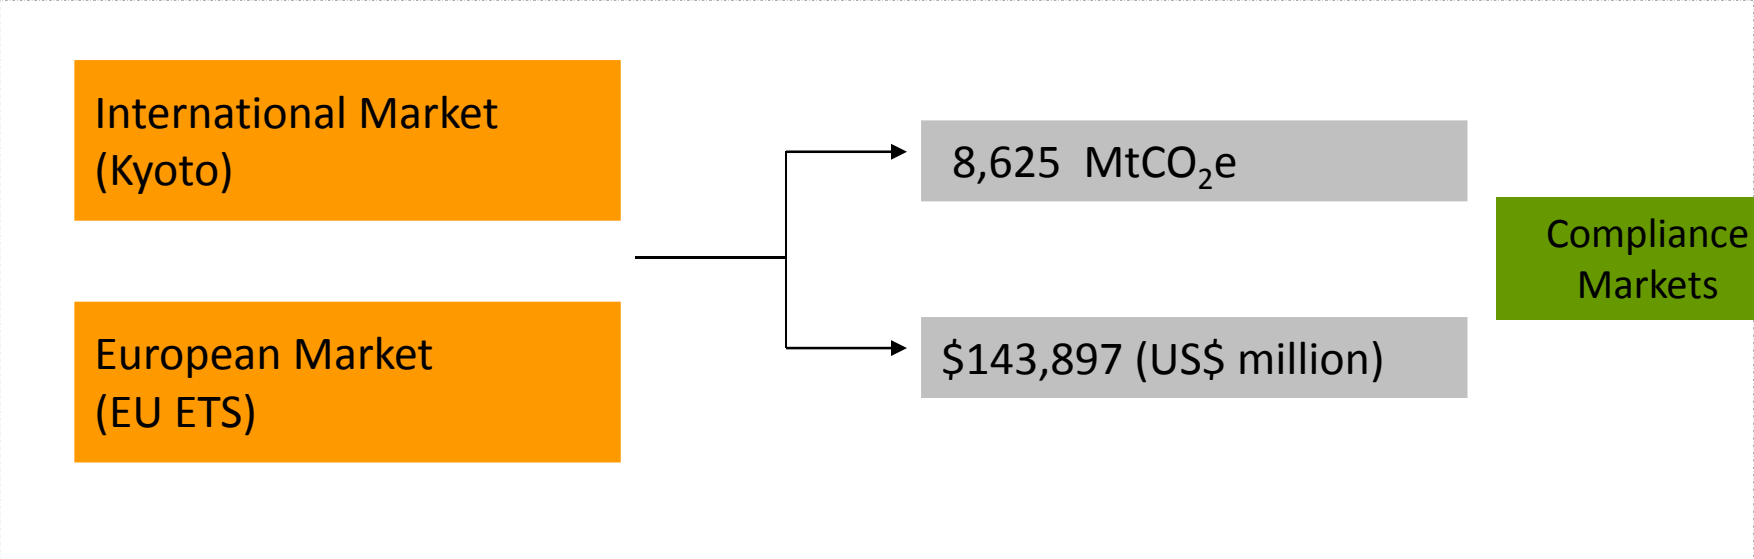 International Market
(Kyoto)
8,625 MtCO₂e
Compliance
Markets
European Market
(EU ETS)
$143,897 (US$ million)